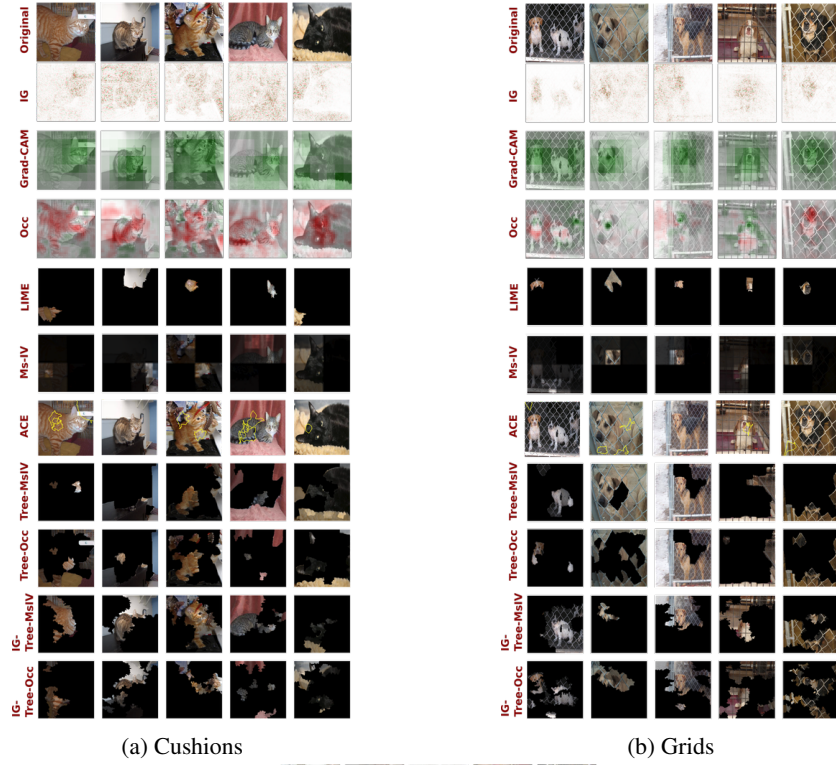 Original
IG
Grad-CAM
Occ
LIME
Ms-IV
ACE
Tree-MsIV
Tree-Occ
IG-
Tree-MsIV
IG-
Tree-Occ
(a) Cushions
Original
IG
Grad-CAM
Occ
LIME
Ms-IV
ACE
Tree-MsIV
Tree-Occ
IG-
Tree-MsIV
IG-
Tree-Occ
(b) Grids